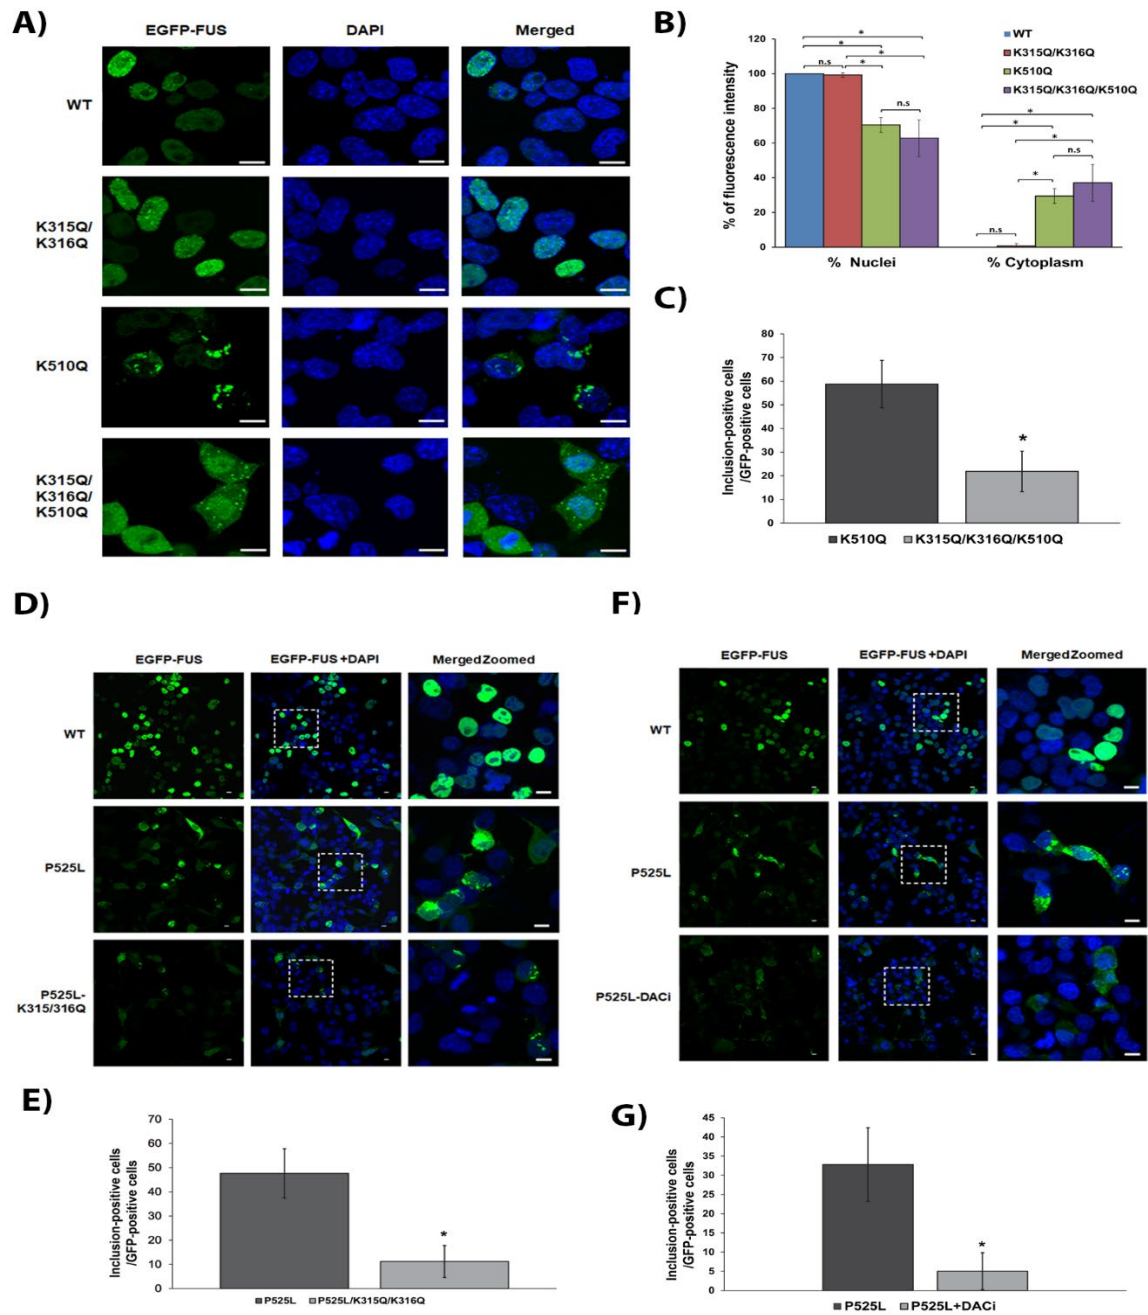 A)
EGFP-FUS DAPI Merged
WT
K315Q/
K316Q
K510Q
K315Q/
K316Q/
K510Q
B)
% of fluorescence intensity
120
100
80
60
40
20
0
WT
K315Q/K316Q
K510Q
K315Q/K316Q/K510Q
*
* *
n.s *
n.s
*
*
*
n.s
*
n.s
% Nuclei % Cytoplasm
C)
Inclusion-positive cells
/GFP-positive cells
80
70
60
50
40
30
20
10
0
*
K510Q K315Q/K316Q/K510Q
D)
EGFP-FUS EGFP-FUS+DAPI MergedZoomed
WT
P525L
P525L-
K315/316Q
E)
Inclusion-positive cells
/GFP-positive cells
70
60
50
40
30
20
10
0
*
P525L P525L/K315Q/K316Q
F)
EGFP-FUS EGFP-FUS+DAPI MergedZoomed
WT
P525L
P525L-DACi
G)
Inclusion-positive cells
/GFP-positive cells
45
40
35
30
25
20
15
10
5
0
*
P525L P525L+DACi